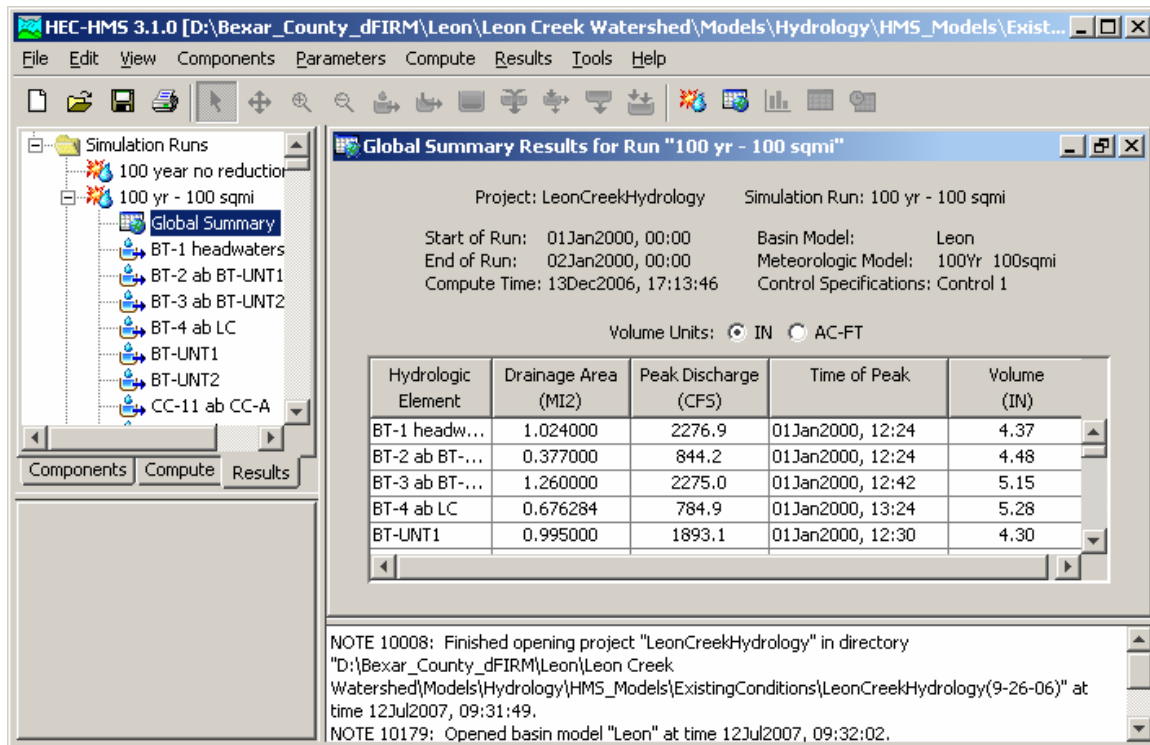 HEC-HMS 3.1.0 [D:\Bexar_County_dFIRM\Leon\Leon Creek Watershed\Models\Hydrology\HMS_Models\Exist...
File Edit View Components Parameters Compute Results Tools Help
Simulation Runs
100 year no reduction
100 yr - 100 sqmi
Global Summary
BT-1 headwaters
BT-2 ab BT-UNT1
BT-3 ab BT-UNT2
BT-4 ab LC
BT-UNT1
BT-UNT2
CC-11 ab CC-A
Components Compute Results
Global Summary Results for Run "100 yr - 100 sqmi"
Project: LeonCreekHydrology Simulation Run: 100 yr - 100 sqmi
Start of Run: 01Jan2000, 00:00 Basin Model: Leon
End of Run: 02Jan2000, 00:00 Meteorologic Model: 100Yr 100sqmi
Compute Time: 13Dec2006, 17:13:46 Control Specifications: Control 1
Volume Units: IN AC-FT
Hydrologic Drainage Area Peak Discharge Time of Peak Volume
Element (MI2) (CFS) (IN)
BT-1 headw... 1.024000 2276.9 01Jan2000, 12:24 4.37
BT-2 ab BT-... 0.377000 844.2 01Jan2000, 12:24 4.48
BT-3 ab BT-... 1.260000 2275.0 01Jan2000, 12:42 5.15
BT-4 ab LC 0.676284 784.9 01Jan2000, 13:24 5.28
BT-UNT1 0.995000 1893.1 01Jan2000, 12:30 4.30
NOTE 10008: Finished opening project "LeonCreekHydrology" in directory
"D:\Bexar_County_dFIRM\Leon\Leon Creek
Watershed\Models\Hydrology\HMS_Models\ExistingConditions\LeonCreekHydrology(9-26-06)" at
time 12Jul2007, 09:31:49.
NOTE 10179: Opened basin model "Leon" at time 12Jul2007, 09:32:02.